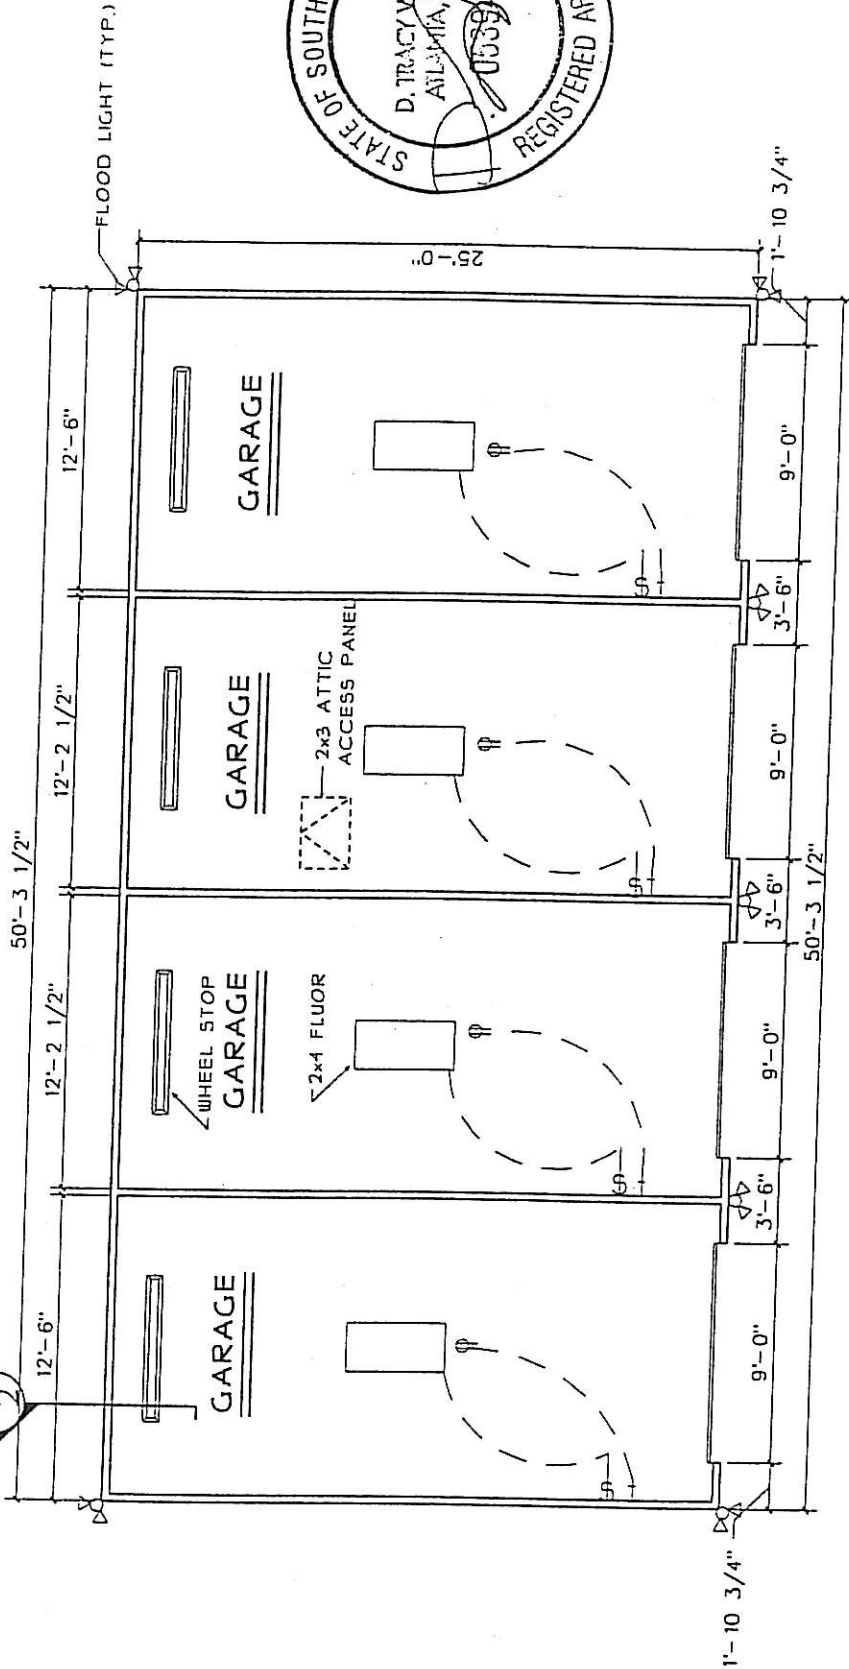 FLOOD LIGHT (TYP.)
50'-3 1/2"
12'-6"
12'-2 1/2"
12'-2 1/2"
12'-6"
25'-0"
GARAGE
WHEEL STOP
GARAGE
GARAGE
GARAGE
2x4 FLUOR
2x3 ATTIC
ACCESS PANEL
S
S
S
S
1'-10 3/4"
9'-0"
3'-6"
9'-0"
3'-6"
9'-0"
3'-6"
9'-0"
1'-10 3/4"
50'-3 1/2"
STATE OF SOUTH
D. TRACY
REGISTERED